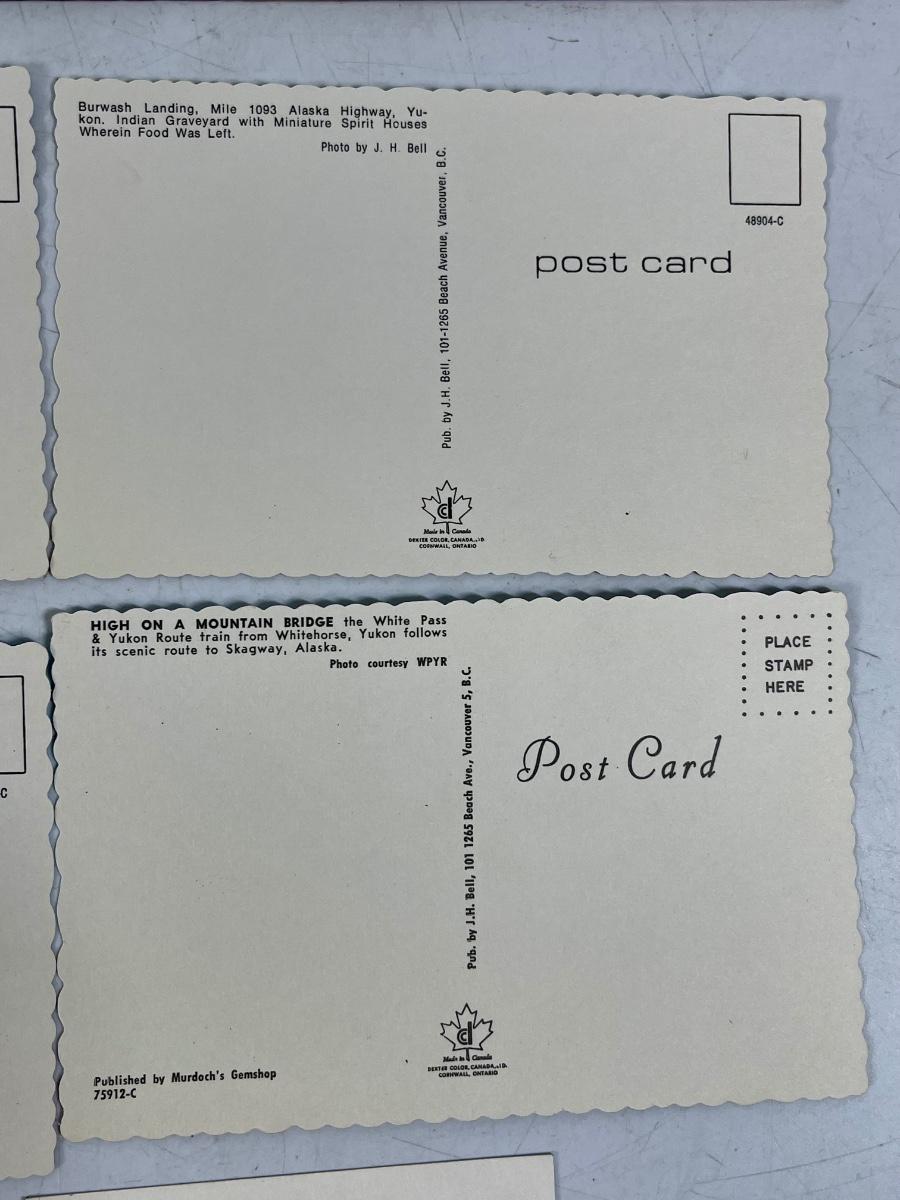 Burwash Landing, Mile 1093 Alaska Highway, Yu-
kon. Indian Graveyard with Miniature Spirit Houses
Wherein Food Was Left.
Photo by J. H. Bell
Pub. by J.H. Bell, 101-1265 Beach Avenue, Vancouver, B.C.
48904-C
post card
cd
Made in Canada
DEXTER COLOR, CANADA, LTD.
CORNWALL, ONTARIO
HIGH ON A MOUNTAIN BRIDGE the White Pass
& Yukon Route train from Whitehorse, Yukon follows
its scenic route to Skagway, Alaska.
Photo courtesy WPYR
Pub. by J.H. Bell, 101 1265 Beach Ave., Vancouver 5, B.C.
PLACE
STAMP
HERE
Post Card
cd
Made in Canada
DEXTER COLOR, CANADA, LTD.
CORNWALL, ONTARIO
Published by Murdoch's Gemshop
75912-C
-C